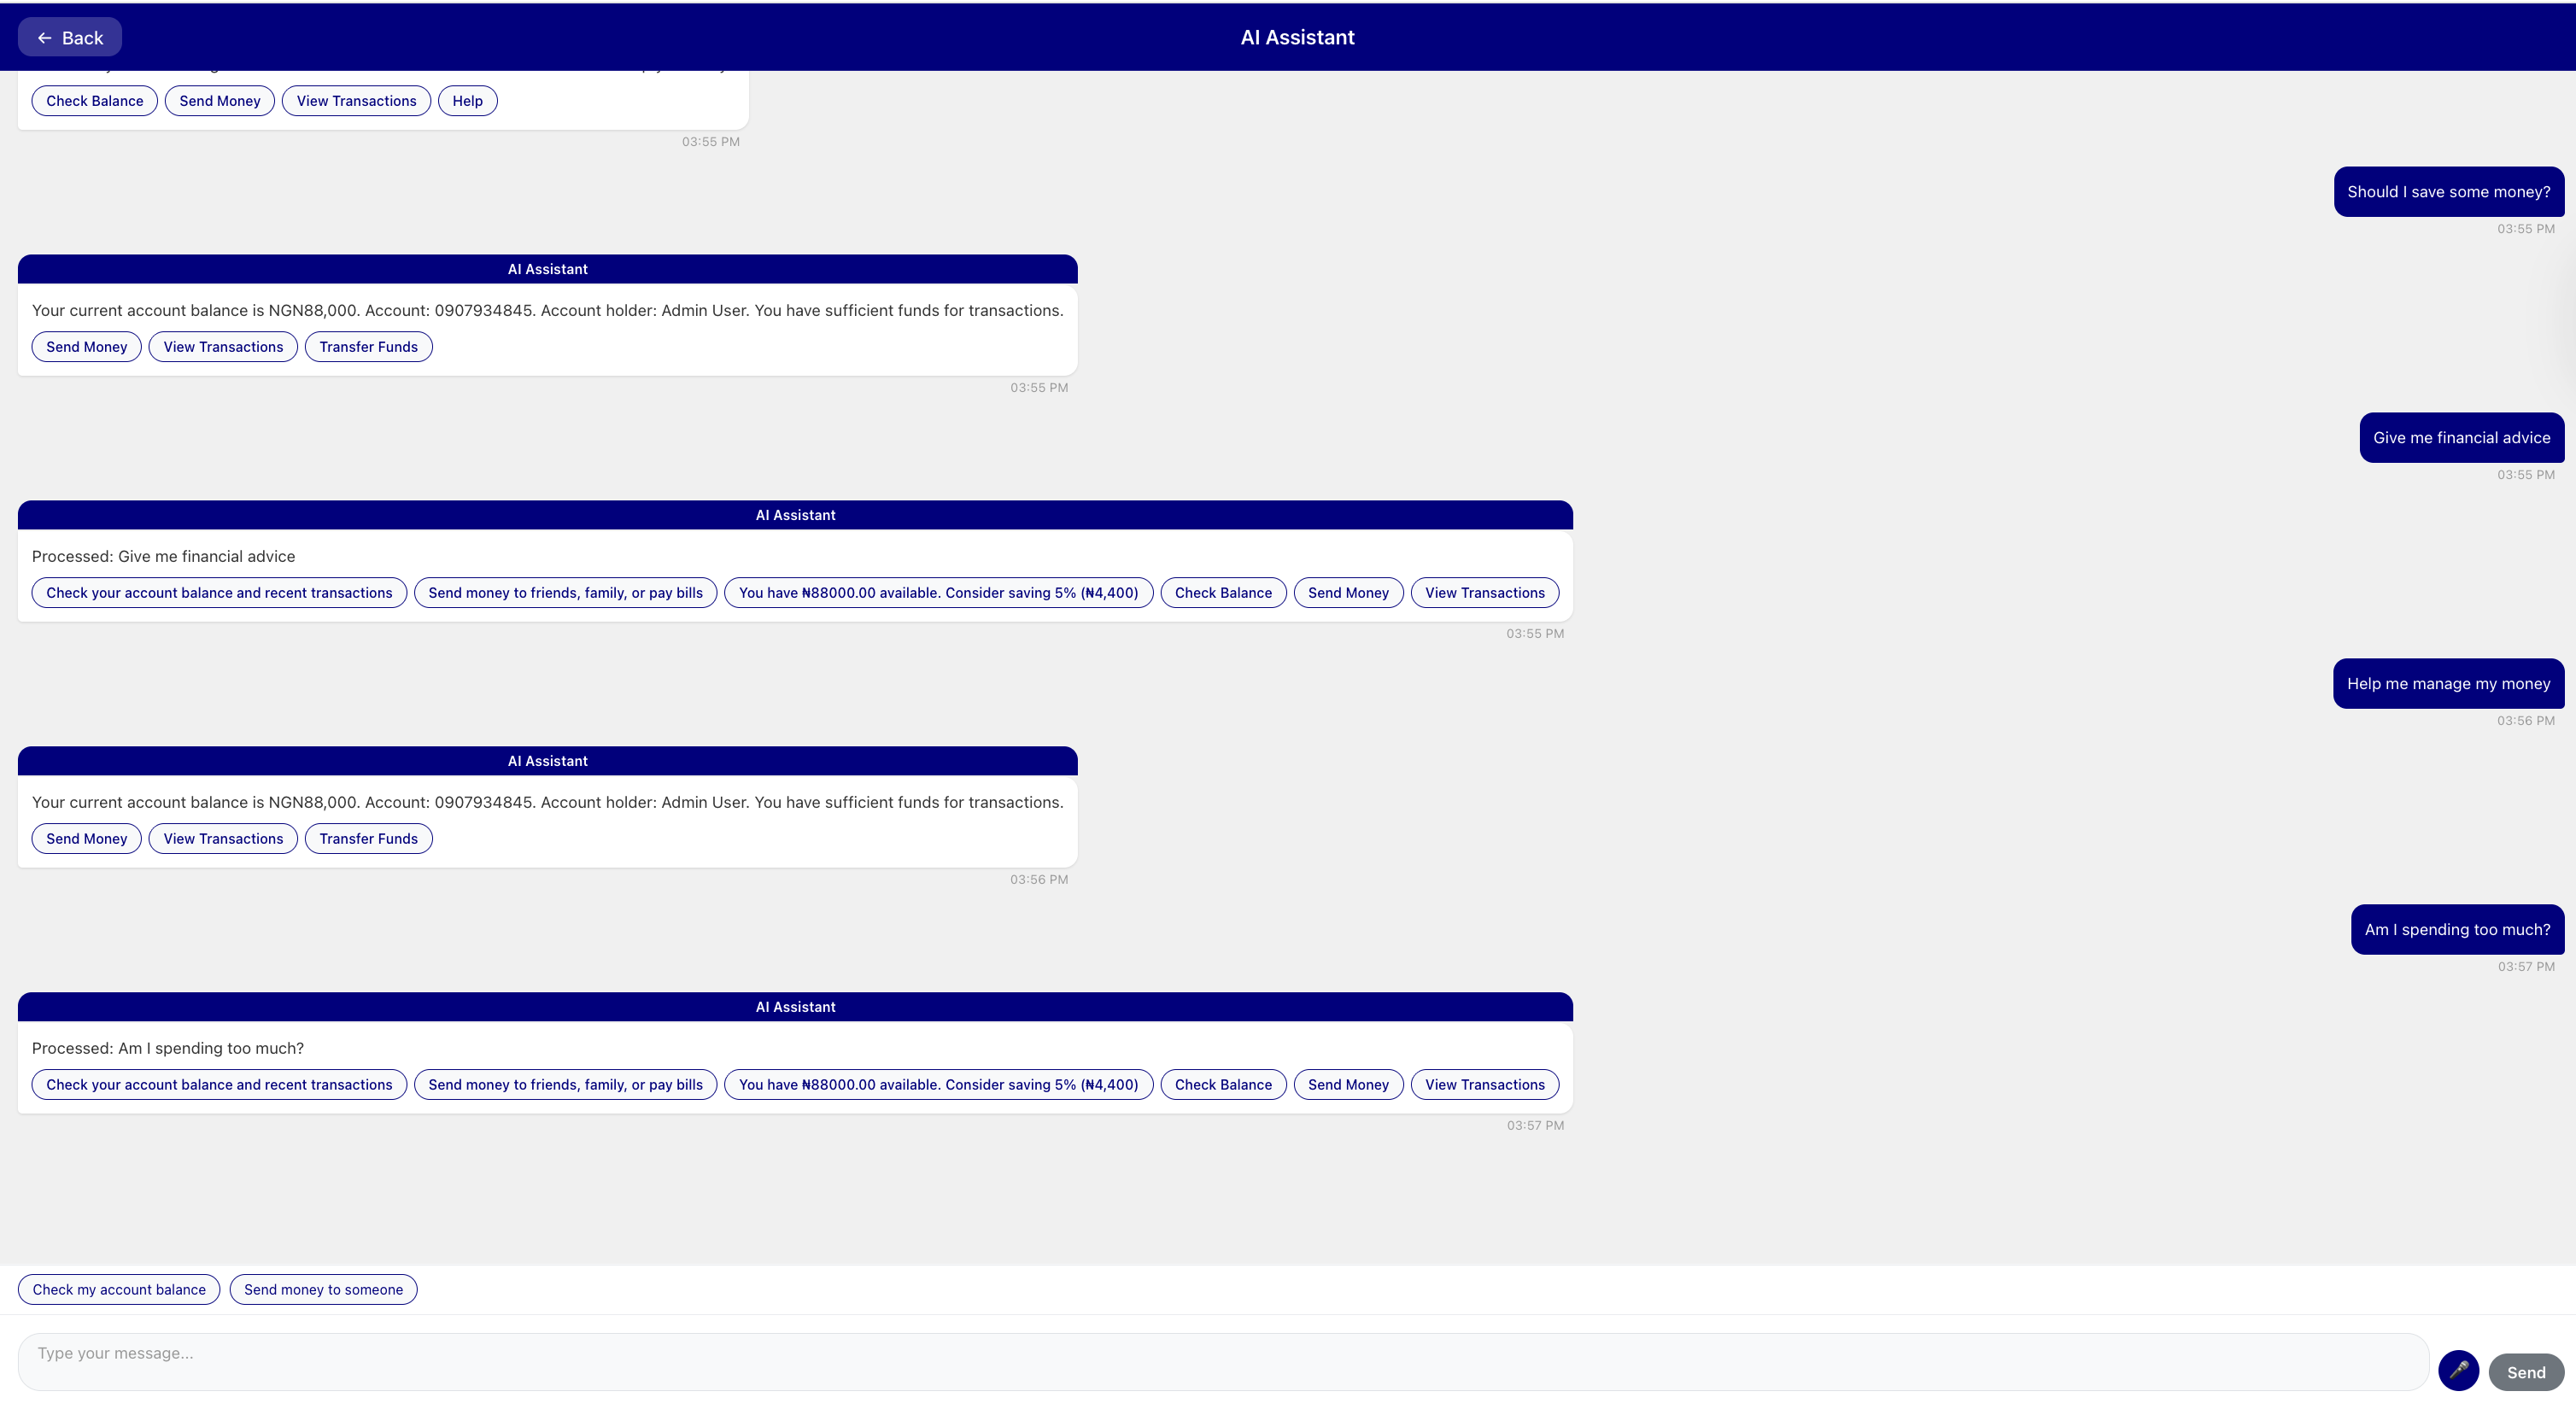 ← Back
AI Assistant
Check Balance Send Money View Transactions Help
03:55 PM
Should I save some money?
03:55 PM
AI Assistant
Your current account balance is NGN88,000. Account: 0907934845. Account holder: Admin User. You have sufficient funds for transactions.
Send Money View Transactions Transfer Funds
03:55 PM
Give me financial advice
03:55 PM
AI Assistant
Processed: Give me financial advice
Check your account balance and recent transactions Send money to friends, family, or pay bills You have ₦88000.00 available. Consider saving 5% (₦4,400) Check Balance Send Money View Transactions
03:55 PM
Help me manage my money
03:56 PM
AI Assistant
Your current account balance is NGN88,000. Account: 0907934845. Account holder: Admin User. You have sufficient funds for transactions.
Send Money View Transactions Transfer Funds
03:56 PM
Am I spending too much?
03:57 PM
AI Assistant
Processed: Am I spending too much?
Check your account balance and recent transactions Send money to friends, family, or pay bills You have ₦88000.00 available. Consider saving 5% (₦4,400) Check Balance Send Money View Transactions
03:57 PM
Check my account balance Send money to someone
Type your message...
Send